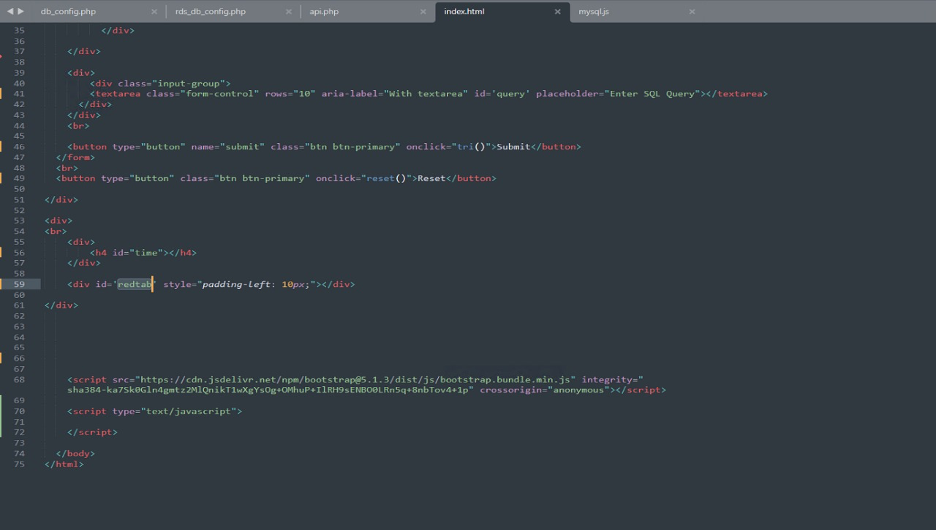 db_config.php × rds_db_config.php × api.php × index.html × mysql.js ×
35 </div>
36
37 </div>
38
39 <div>
40 <div class="input-group">
41 <textarea class="form-control" rows="10" aria-label="With textarea" id='query' placeholder="Enter SQL Query"></textarea>
42 </div>
43 </div>
44 <br>
45
46 <button type="button" name="submit" class="btn btn-primary" onclick="tri()">Submit</button>
47 </form>
48 <br>
49 <button type="button" class="btn btn-primary" onclick="reset()">Reset</button>
50
51 </div>
52
53 <div>
54 <br>
55 <div>
56 <h4 id="time"></h4>
57 </div>
58
59 <div id='redtab' style="padding-left: 10px;"></div>
60
61 </div>
62
63
64
65
66
67
68 <script src="https://cdn.jsdelivr.net/npm/bootstrap@5.1.3/dist/js/bootstrap.bundle.min.js" integrity="
crossorigin="anonymous"></script>
69
70 <script type="text/javascript">
71
72 </script>
73
74 </body>
75 </html>